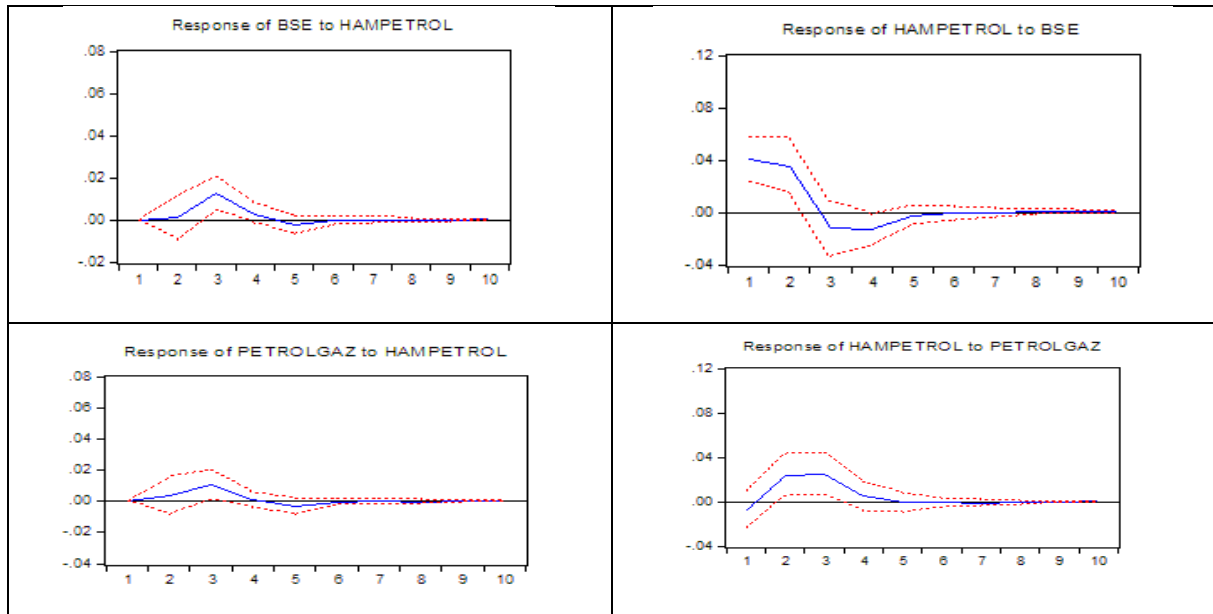 Response of BSE to HAMPETROL
.08
.06
.04
.02
.00
-.02
1 2 3 4 5 6 7 8 9 10
Response of HAMPETROL to BSE
.12
.08
.04
.00
-.04
1 2 3 4 5 6 7 8 9 10
Response of PETROLGAZ to HAMPETROL
.08
.06
.04
.02
.00
-.02
-.04
1 2 3 4 5 6 7 8 9 10
Response of HAMPETROL to PETROLGAZ
.12
.08
.04
.00
-.04
1 2 3 4 5 6 7 8 9 10